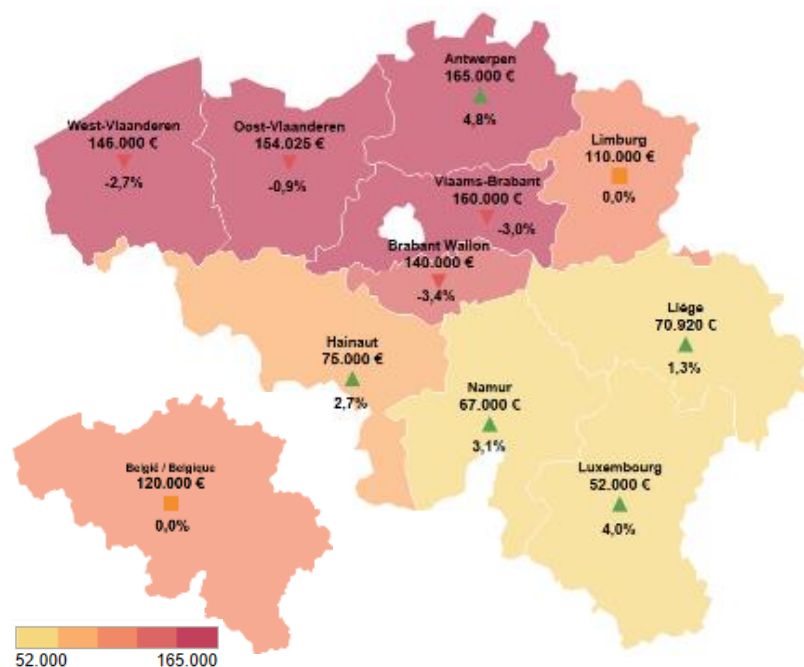 Antwerpen
165.000 €
4,8%
West-Vlaanderen
146.000 €
-2,7%
Oost-Vlaanderen
154.025 €
-0,9%
Limburg
110.000 €
0,0%
Vlaams-Brabant
160.000 €
-3,0%
Brabant Wallon
140.000 €
-3,4%
Liège
70.920 €
1,3%
Hainaut
75.000 €
2,7%
Namur
67.000 €
3,1%
Luxembourg
52.000 €
4,0%
België / Belgique
120.000 €
0,0%
52.000
165.000